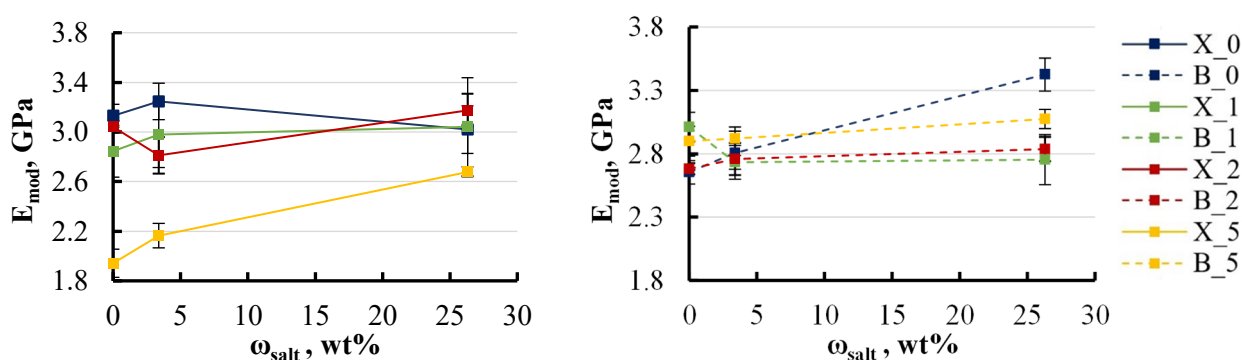 E_mod, GPa
3.8
3.4
3.0
2.6
2.2
1.8
0 5 10 15 20 25 30
ω_salt , wt%
E_mod, GPa
3.8
3.3
2.8
2.3
1.8
0 5 10 15 20 25 30
ω_salt , wt%
X_0
B_0
X_1
B_1
X_2
B_2
X_5
B_5